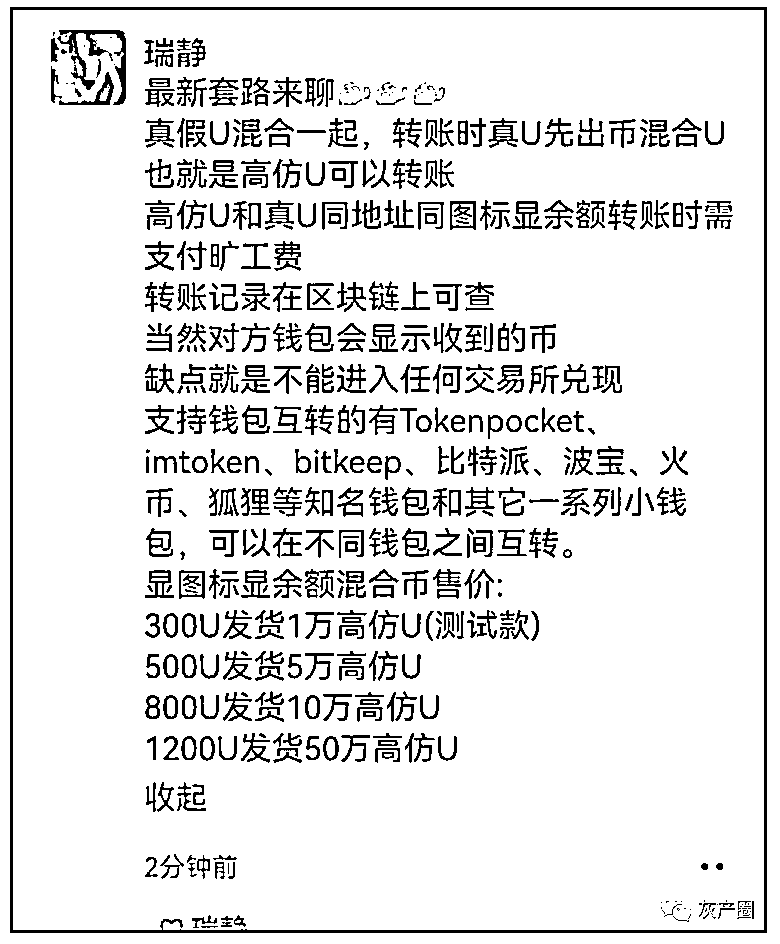 瑞静
最新套路来聊
真假U混合一起，转账时真U先出币混合U
也就是高仿U可以转账
高仿U和真U同地址同图标显余额转账时需
支付旷工费
转账记录在区块链上可查
当然对方钱包会显示收到的币
缺点就是不能进入任何交易所兑现
支持钱包互转的有Tokenpocket、
imtoken、bitkeep、比特派、波宝、火
币、狐狸等知名钱包和其它一系列小钱
包，可以在不同钱包之间互转。
显图标显余额混合币售价:
300U发货1万高仿U(测试款)
500U发货5万高仿U
800U发货10万高仿U
1200U发货50万高仿U
收起
2分钟前
灰产圈
瑞静